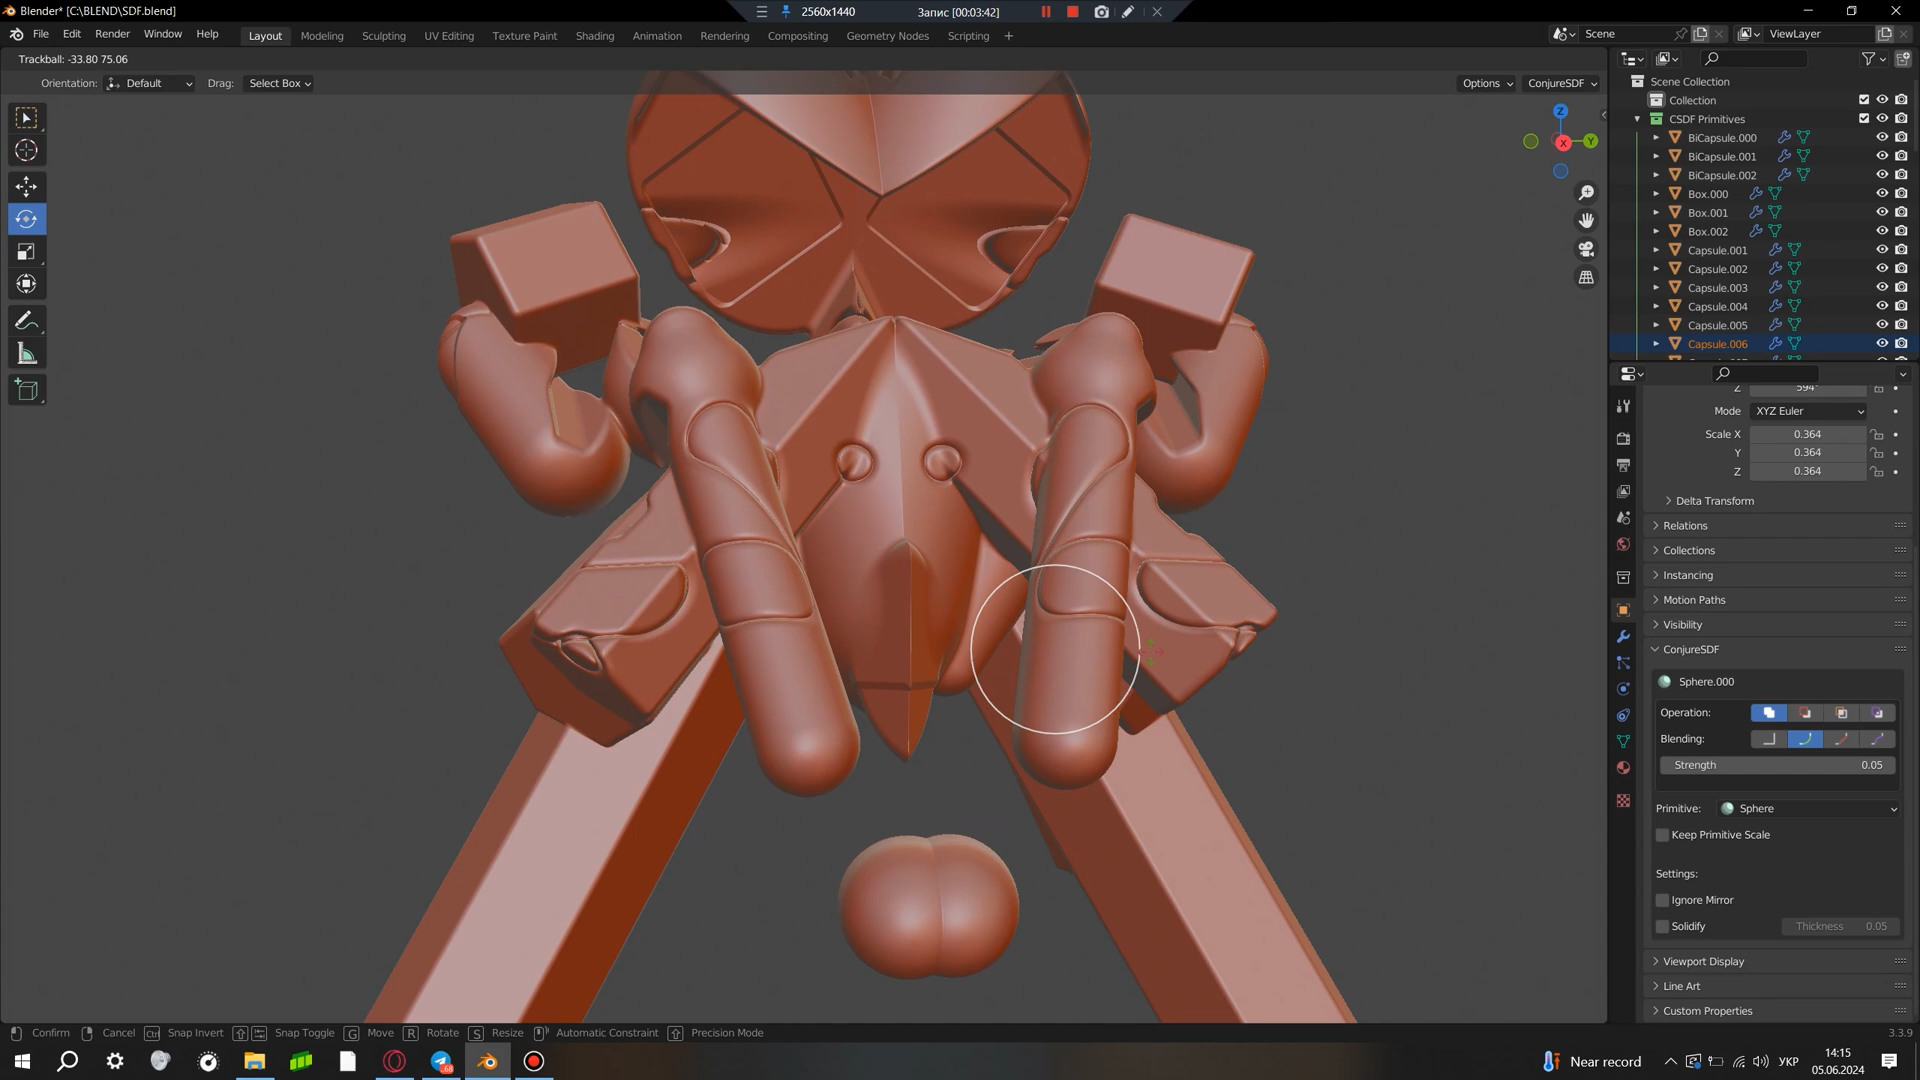 Blender* [C:\BLEND\SDF.blend]
2560x1440
Запис [00:03:42]
File Edit Render Window Help
Layout Modeling Sculpting UV Editing Texture Paint Shading Animation Rendering Compositing Geometry Nodes Scripting
Scene
ViewLayer
Trackball: -33.80 75.06
Orientation: Default Drag: Select Box
Options ConjureSDF
Scene Collection
Collection
CSDF Primitives
BiCapsule.000
BiCapsule.001
BiCapsule.002
Box.000
Box.001
Box.002
Capsule.001
Capsule.002
Capsule.003
Capsule.004
Capsule.005
Capsule.006
Z
X
Y
Z 594°
Mode XYZ Euler
Scale X 0.364
Y 0.364
Z 0.364
Delta Transform
Relations
Collections
Instancing
Motion Paths
Visibility
ConjureSDF
Sphere.000
Operation:
Blending:
Strength 0.05
Primitive: Sphere
Keep Primitive Scale
Settings:
Ignore Mirror
Solidify Thickness 0.05
Viewport Display
Line Art
Custom Properties
Confirm Cancel Ctrl Snap Invert Snap Toggle G Move R Rotate S Resize Automatic Constraint Precision Mode
3.3.9
Near record
УКР
14:15
05.06.2024